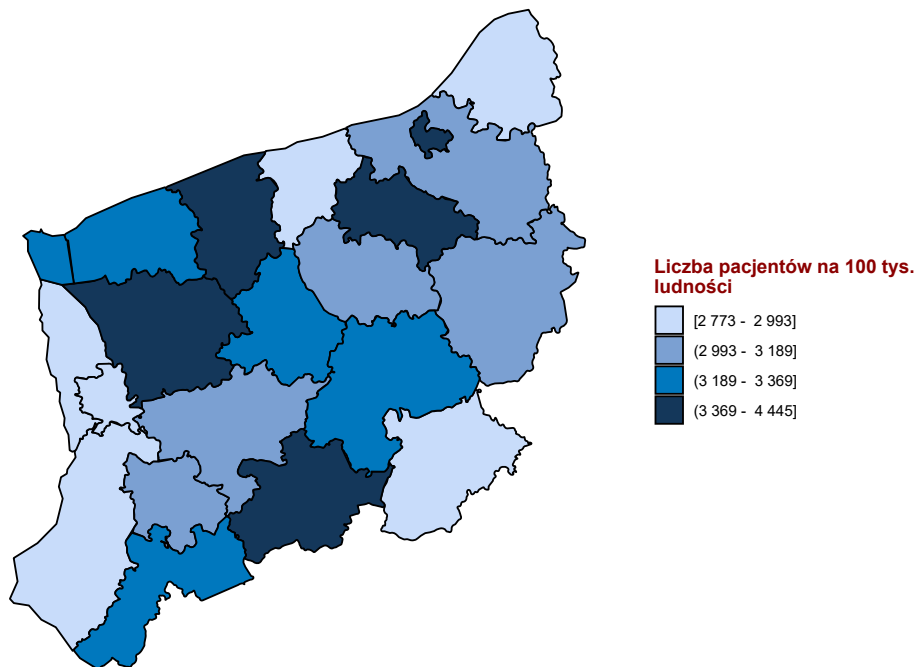 Liczba pacjentów na 100 tys.
ludności
[2 773 - 2 993]
(2 993 - 3 189]
(3 189 - 3 369]
(3 369 - 4 445]